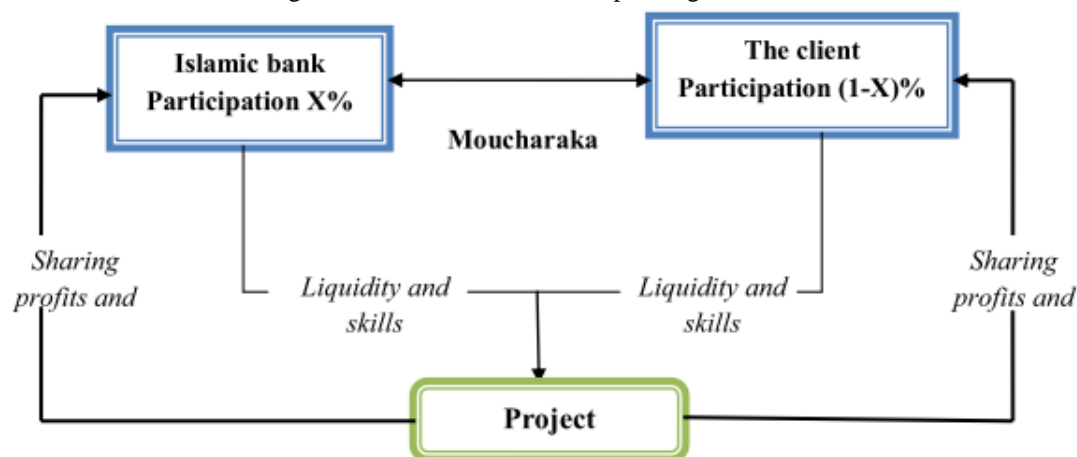 Islamic bank
Participation X%
The client
Participation (1-X)%
Moucharaka
Sharing
profits and
Liquidity and
skills
Liquidity and
skills
Sharing
profits and
Project